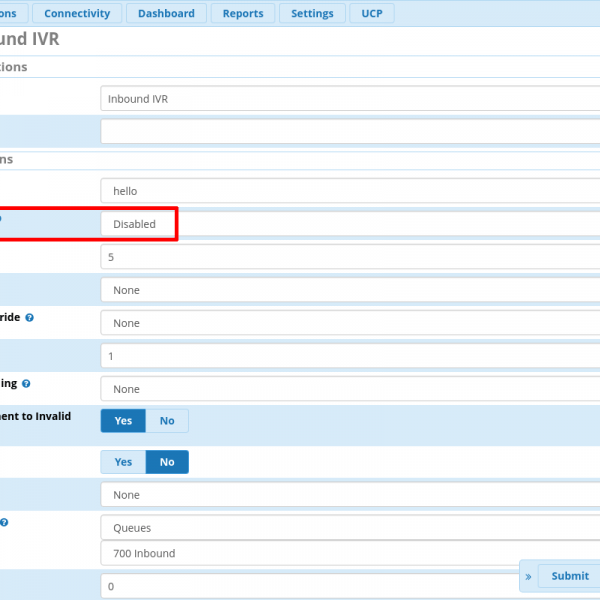 ons Connectivity Dashboard Reports Settings UCP
und IVR
tions
Inbound IVR
ns
hello
Disabled
5
None
ride ?
None
1
ing ?
None
nent to Invalid
Yes No
Yes No
None
?
Queues
700 Inbound
» Submit
0